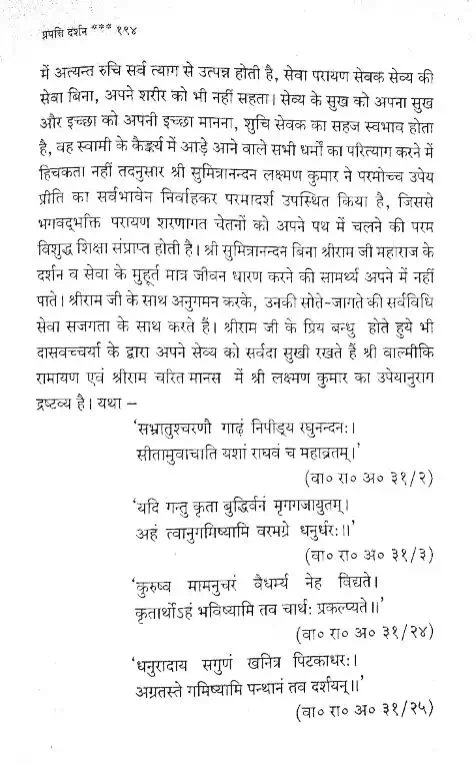 प्रपत्ति दर्शन *** १९४
में अत्यन्त रुचि सर्व त्याग से उत्पन्न होती है, सेवा परायण सेवक सेव्य की
सेवा बिना, अपने शरीर को भी नहीं सहता। सेव्य के सुख को अपना सुख
और इच्छा को अपनी इच्छा मानना, शुचि सेवक का सहज स्वभाव होता
है, वह स्वामी के कैङ्कर्य में आड़े आने वाले सभी धर्मों का परित्याग करने में
हिचकता नहीं तदनुसार श्री सुमित्रानन्दन लक्ष्मण कुमार ने परमोच्च उपेय
प्रीति का सर्वभावेन निर्वाहकर परमादर्श उपस्थित किया है, जिससे
भगवद्भक्ति परायण शरणागत चेतनों को अपने पथ में चलने की परम
विशुद्ध शिक्षा संप्राप्त होती है। श्री सुमित्रानन्दन बिना श्रीराम जी महाराज के
दर्शन व सेवा के मुहूर्त मात्र जीवन धारण करने की सामर्थ्य अपने में नहीं
पाते। श्रीराम जी के साथ अनुगमन करके, उनकी सोते-जागते की सर्वविधि
सेवा सजगता के साथ करते हैं। श्रीराम जी के प्रिय बन्धु होते हुये भी
दासवच्चर्या के द्वारा अपने सेव्य को सर्वदा सुखी रखते हैं श्री वाल्मीकि
रामायण एवं श्रीराम चरित मानस में श्री लक्ष्मण कुमार का उपेयानुराग
द्रष्टव्य है। यथा –
'सभ्रातुश्चरणौ गाढं निपीड्य रघुनन्दनः।
सीतामुवाचाति यशां राघवं च महाव्रतम्।'
(वा० रा० अ० ३१/२)
'यदि गन्तु कृता बुद्धिर्वनं मृगगजायुतम्।
अहं त्वानुगमिष्यामि वरमग्रे धनुर्धरः।।'
(वा० रा० अ० ३१/३)
'कुरुष्व मामनुचरं वैधर्म्य नेह विद्यते।
कृतार्थोऽहं भविष्यामि तव चार्थः प्रकल्प्यते।।'
(वा० रा० अ० ३१/२४)
'धनुरादाय सगुणं खनित्र पिटकाधरः।
अग्रतस्ते गमिष्यामि पन्थानं तव दर्शयन्।।'
(वा० रा० अ० ३१/२५)